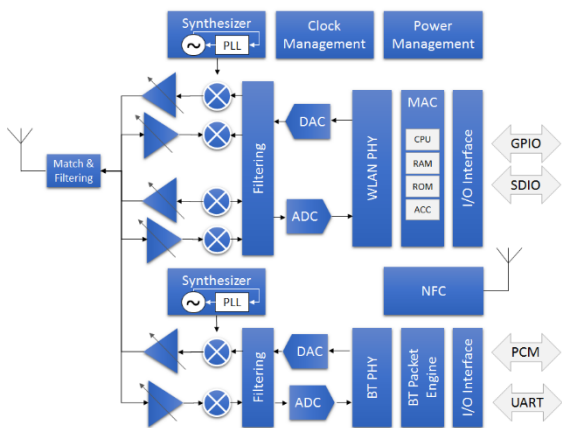 Synthesizer
PLL
Clock
Management
Power
Management
Match &
Filtering
Filtering
DAC
ADC
WLAN PHY
MAC
CPU
RAM
ROM
ACC
I/O Interface
GPIO
SDIO
Synthesizer
PLL
NFC
Filtering
DAC
ADC
BT PHY
BT Packet
Engine
I/O Interface
PCM
UART